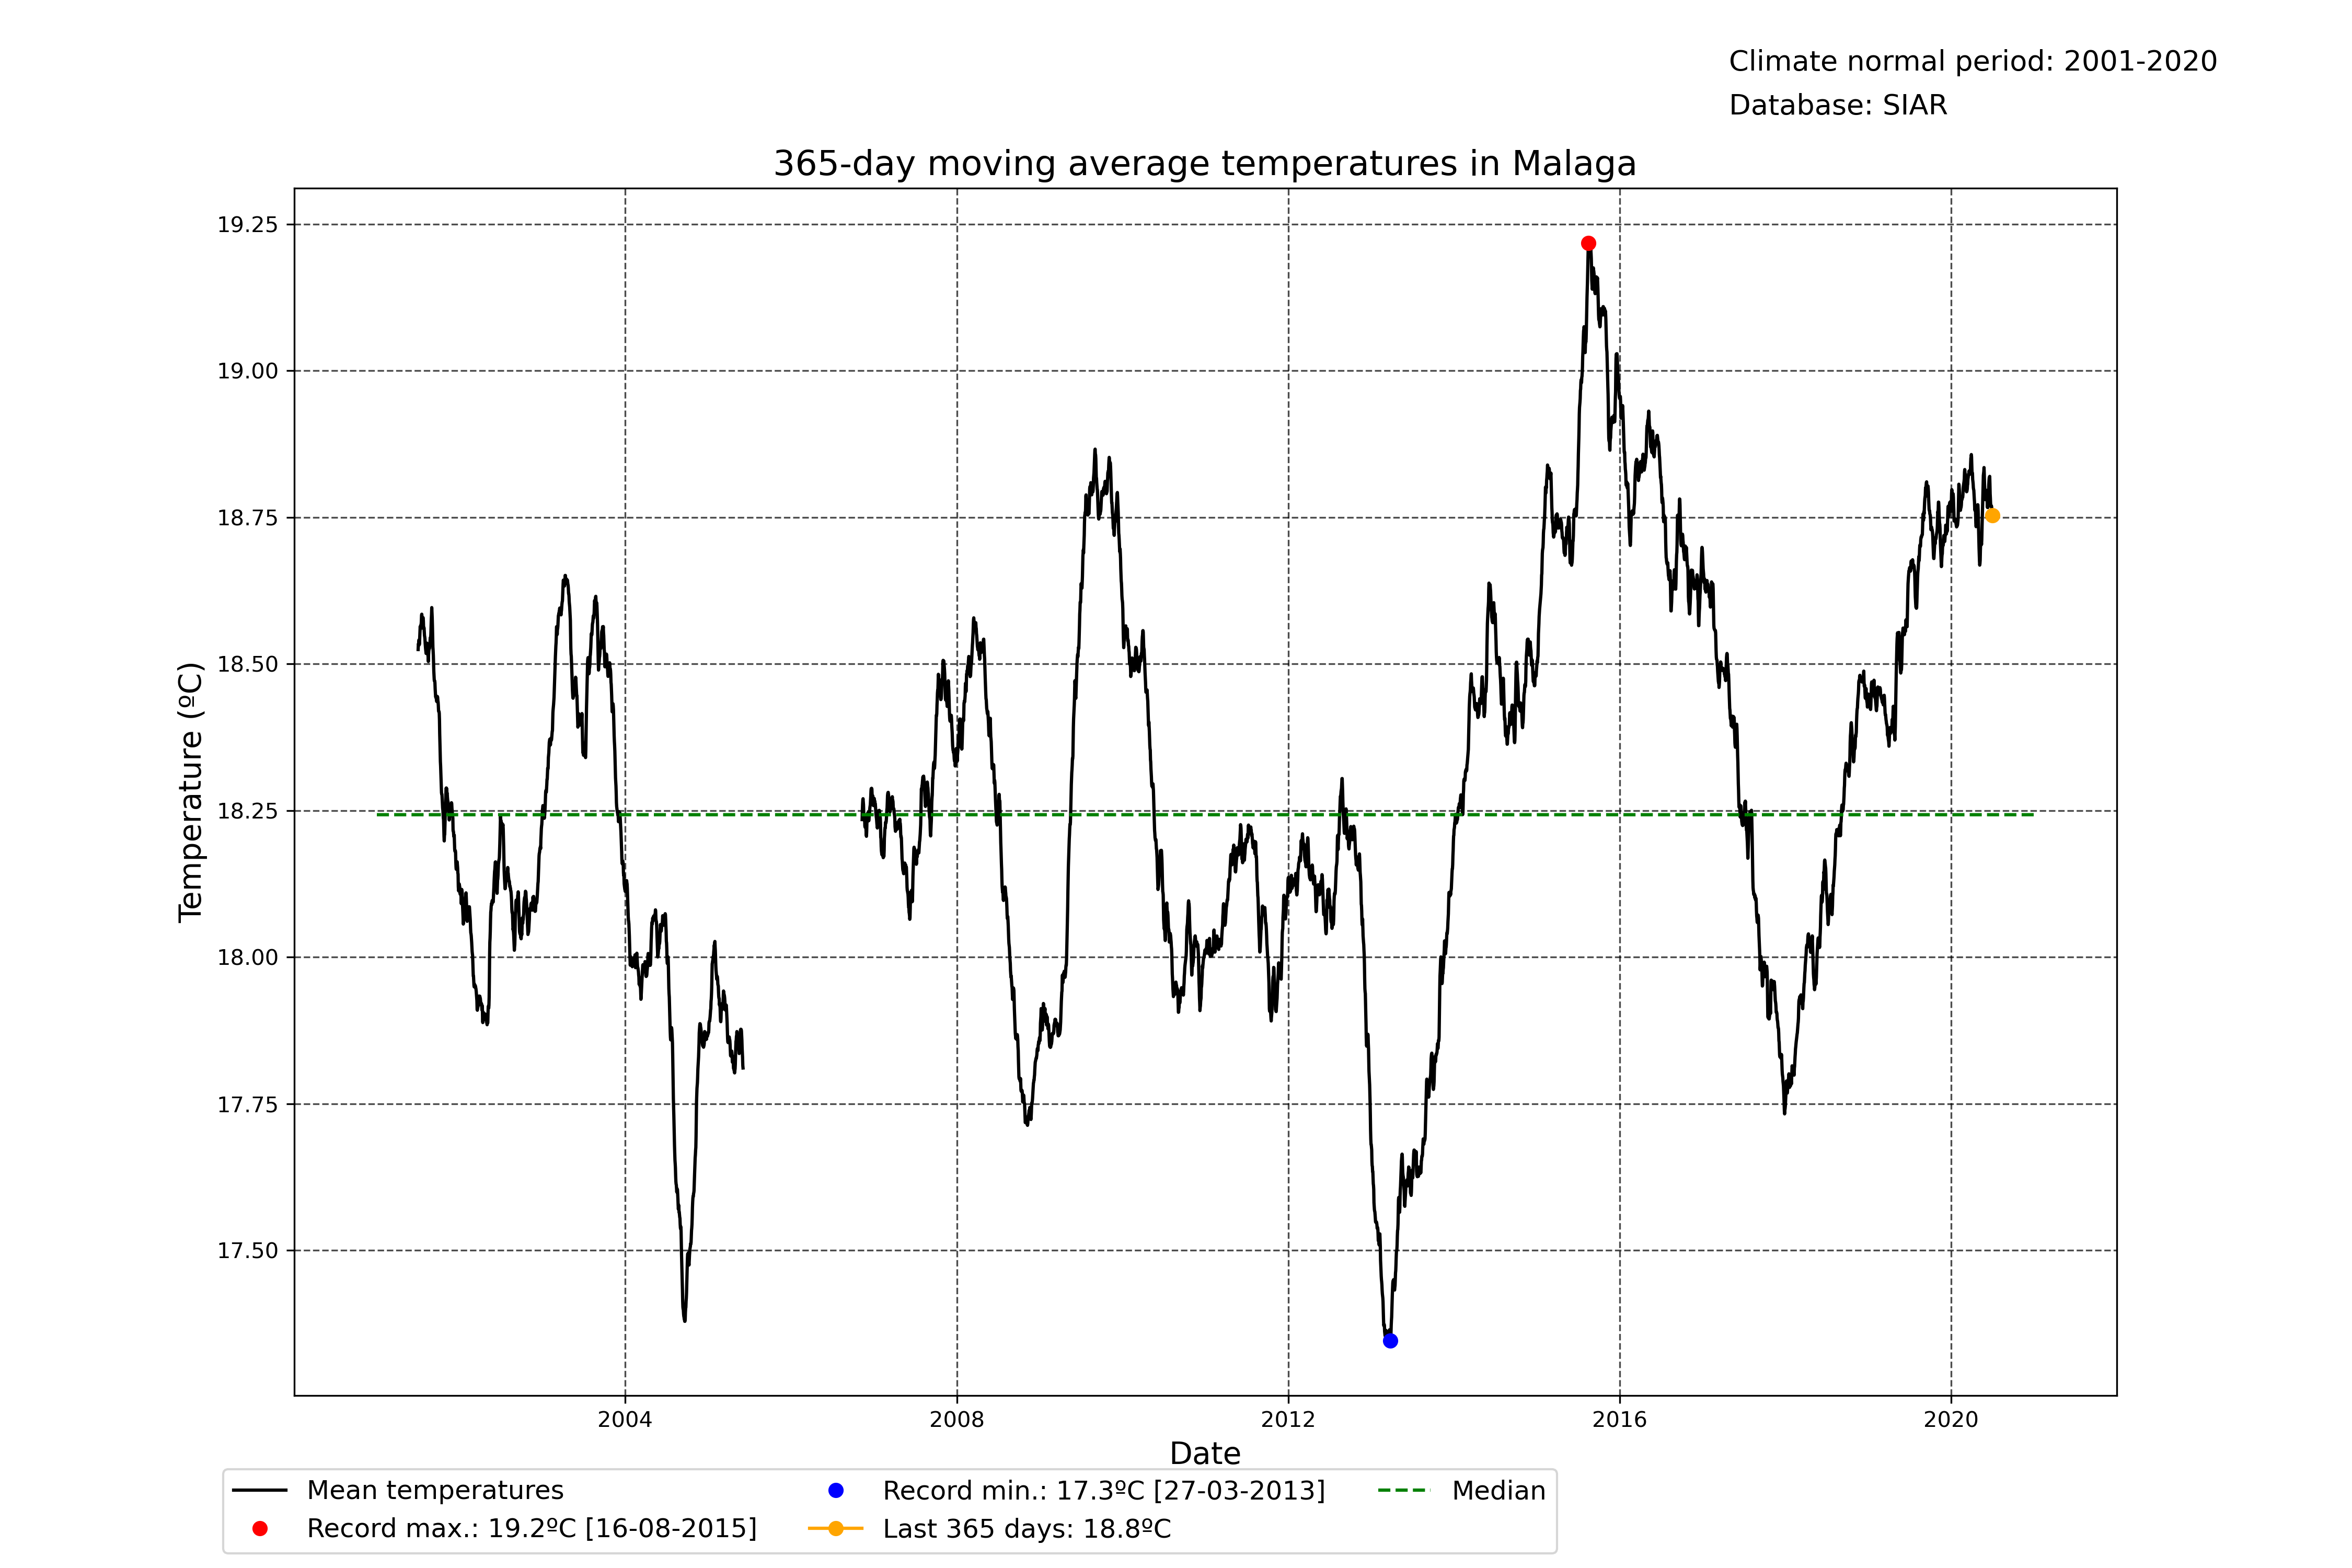 Climate normal period: 2001-2020
Database: SIAR
365-day moving average temperatures in Malaga
19.25
19.00
18.75
18.50
18.25
18.00
17.75
17.50
Temperature (ºC)
2004 2008 2012 2016 2020
Date
Mean temperatures
Record max.: 19.2ºC [16-08-2015]
Record min.: 17.3ºC [27-03-2013]
Last 365 days: 18.8ºC
Median